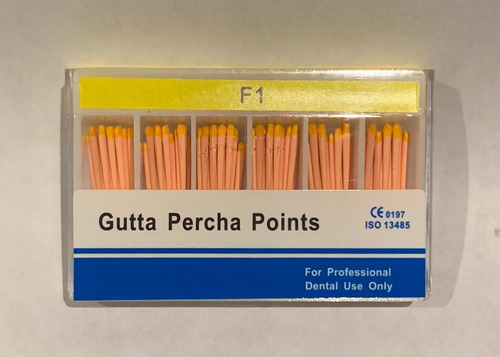 F1
Gutta Percha Points
CE 0197
ISO 13485
For Professional
Dental Use Only